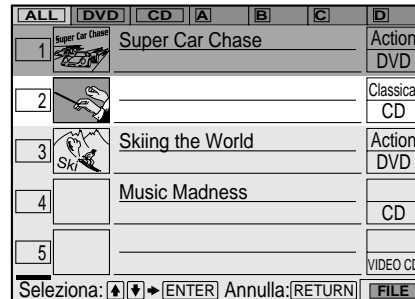 ALL DVD CD A B C D
1 Super Car Chase Super Car Chase Action
DVD
2 Classica
CD
3 Ski Skiing the World Action
DVD
4 Music Madness
CD
5
VIDEO CD
Seleziona: ENTER Annulla: RETURN FILE